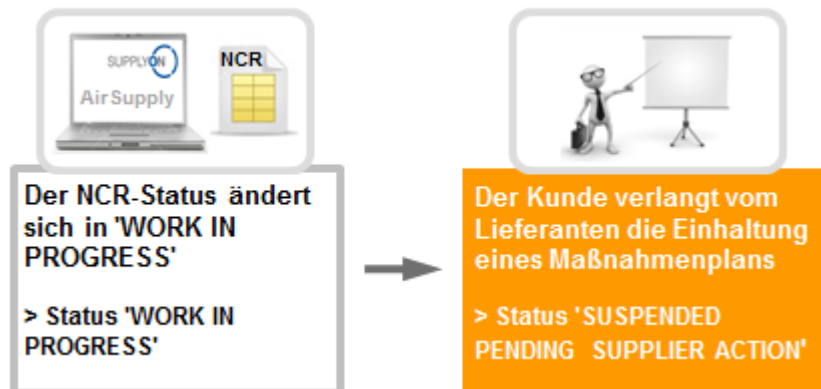 SUPPLYON
AirSupply
NCR
Der NCR-Status ändert
sich in 'WORK IN
PROGRESS'
> Status 'WORK IN
PROGRESS'
Der Kunde verlangt vom
Lieferanten die Einhaltung
eines Maßnahmenplans
> Status 'SUSPENDED
PENDING SUPPLIER ACTION'